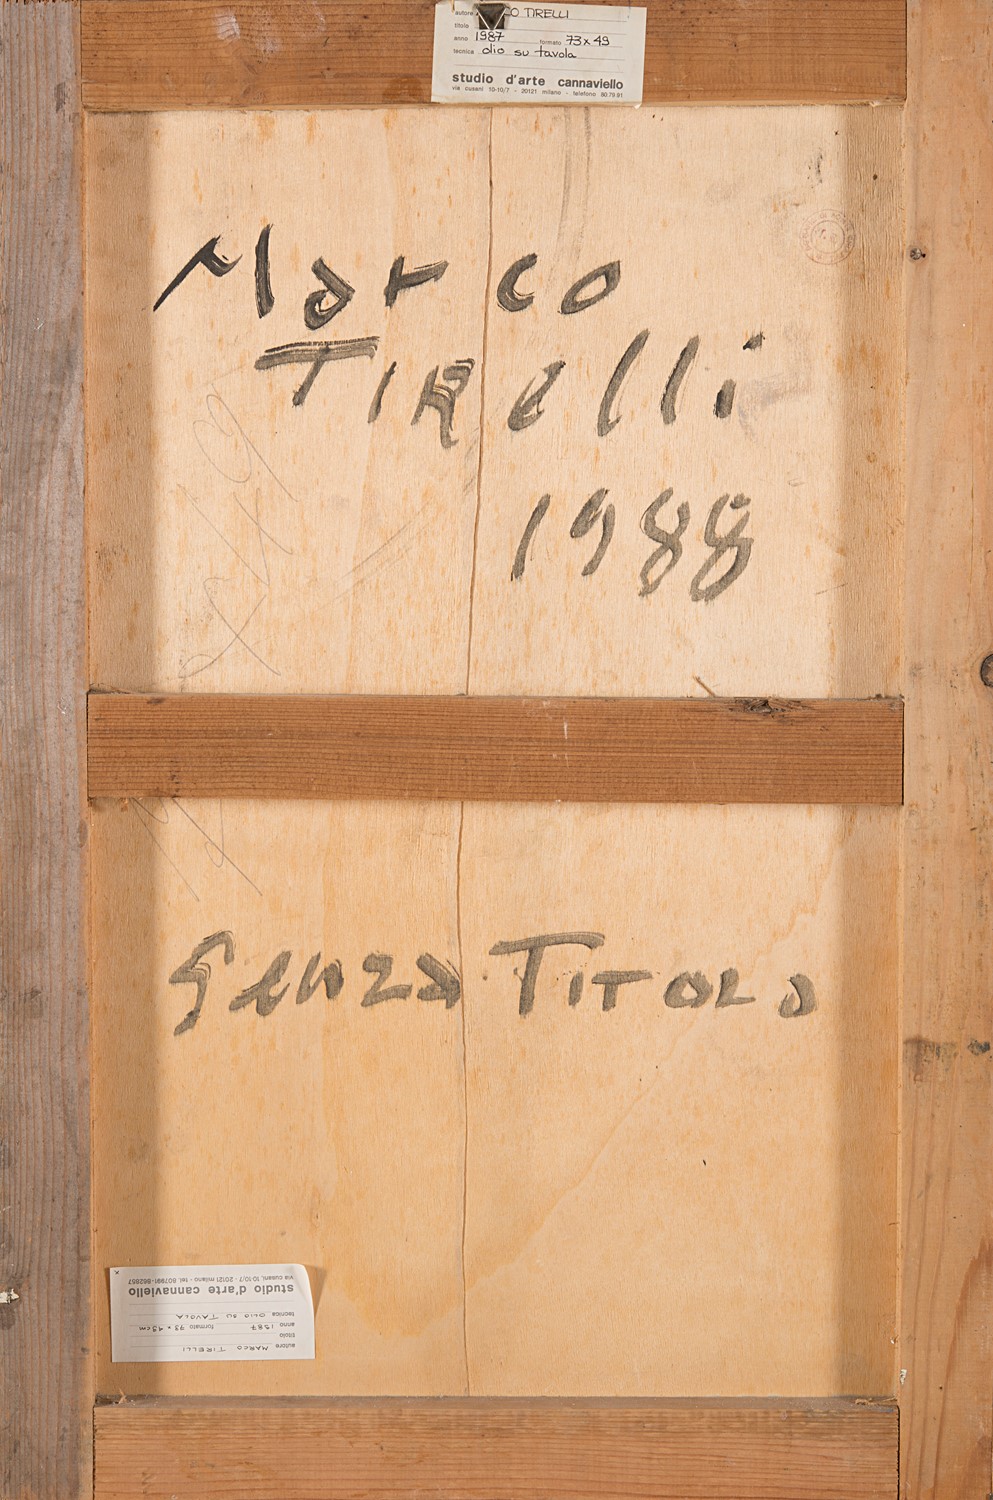 autore CO TIRELLI
titolo
anno 1987 formato 73 x 49
tecnica olio su tavola
studio d'arte cannaviello
via cusani 10-10/7 - 20121 milano - telefono 80 79 91
Marco
TIRelli
1988
Senza TITOLO
autore MARCO TIRELLI
titolo
anno 1987 formato 73 x 49 cm
tecnica OLIO SU TAVOLA
studio d'arte cannaviello
via cusani, 10-10/7 - 20121 milano - tel. 807991-862857